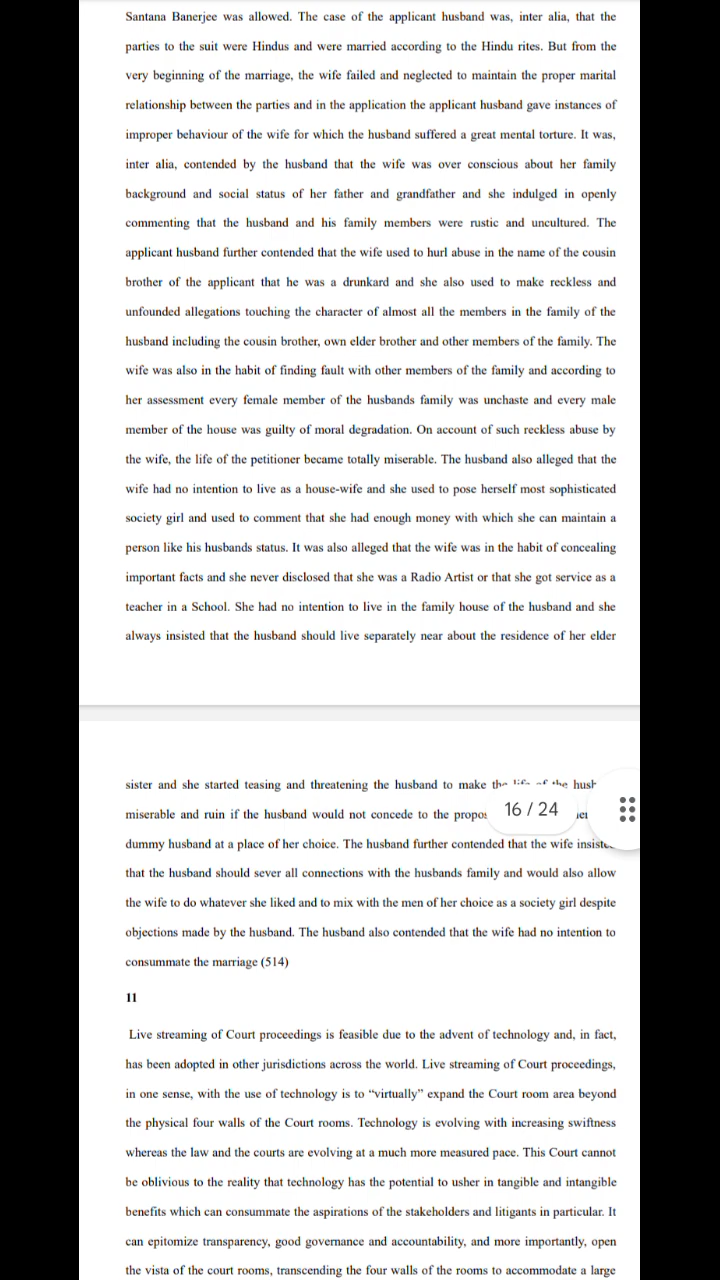 Santana Banerjee was allowed. The case of the applicant husband was, inter alia, that the
parties to the suit were Hindus and were married according to the Hindu rites. But from the
very beginning of the marriage, the wife failed and neglected to maintain the proper marital
relationship between the parties and in the application the applicant husband gave instances of
improper behaviour of the wife for which the husband suffered a great mental torture. It was,
inter alia, contended by the husband that the wife was over conscious about her family
background and social status of her father and grandfather and she indulged in openly
commenting that the husband and his family members were rustic and uncultured. The
applicant husband further contended that the wife used to hurl abuse in the name of the cousin
brother of the applicant that he was a drunkard and she also used to make reckless and
unfounded allegations touching the character of almost all the members in the family of the
husband including the cousin brother, own elder brother and other members of the family. The
wife was also in the habit of finding fault with other members of the family and according to
her assessment every female member of the husbands family was unchaste and every male
member of the house was guilty of moral degradation. On account of such reckless abuse by
the wife, the life of the petitioner became totally miserable. The husband also alleged that the
wife had no intention to live as a house-wife and she used to pose herself most sophisticated
society girl and used to comment that she had enough money with which she can maintain a
person like his husbands status. It was also alleged that the wife was in the habit of concealing
important facts and she never disclosed that she was a Radio Artist or that she got service as a
teacher in a School. She had no intention to live in the family house of the husband and she
always insisted that the husband should live separately near about the residence of her elder
sister and she started teasing and threatening the husband to make the life of the
miserable and ruin if the husband would not concede to the
16 / 24
dummy husband at a place of her choice. The husband further contended that the wife
that the husband should sever all connections with the husbands family and would also allow
the wife to do whatever she liked and to mix with the men of her choice as a society girl despite
objections made by the husband. The husband also contended that the wife had no intention to
consummate the marriage (514)
11
Live streaming of Court proceedings is feasible due to the advent of technology and, in fact,
has been adopted in other jurisdictions across the world. Live streaming of Court proceedings,
in one sense, with the use of technology is to “virtually” expand the Court room area beyond
the physical four walls of the Court rooms. Technology is evolving with increasing swiftness
whereas the law and the courts are evolving at a much more measured pace. This Court cannot
be oblivious to the reality that technology has the potential to usher in tangible and intangible
benefits which can consummate the aspirations of the stakeholders and litigants in particular. It
can epitomize transparency, good governance and accountability, and more importantly, open
the vista of the court rooms, transcending the four walls of the rooms to accommodate a large